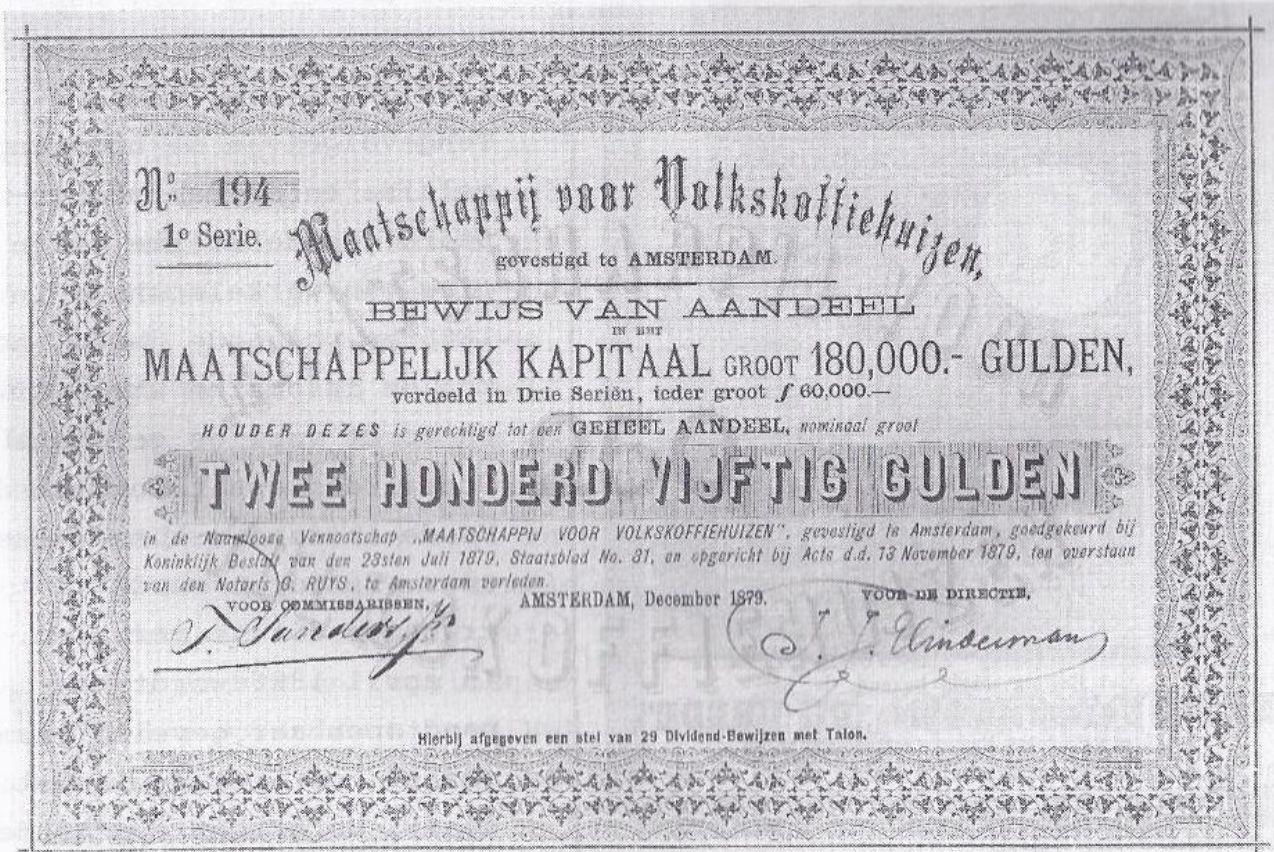 No. 194
1e Serie.
Maatschappij voor Volkskoffiehuizen,
gevestigd te AMSTERDAM.
BEWIJS VAN AANDEEL
IN HET
MAATSCHAPPELIJK KAPITAAL GROOT 180,000.- GULDEN,
verdeeld in Drie Seriën, ieder groot ƒ 60,000.—
HOUDER DEZES is gerechtigd tot een GEHEEL AANDEEL, nominaal groot
TWEE HONDERD VIJFTIG GULDEN
in de Naamlooze Vennootschap „MAATSCHAPPIJ VOOR VOLKSKOFFIEHUIZEN", gevestigd te Amsterdam, goedgekeurd bij
Koninklijk Besluit van den 23sten Juli 1879, Staatsblad No. 31, en opgericht bij Acte d.d. 13 November 1879, ten overstaan
van den Notaris C. RUYS, te Amsterdam verleden.
VOOR COMMISSARISSEN,
AMSTERDAM, December 1879.
VOOR DE DIRECTIE,
T. Sanders, Jr
Hierbij afgegeven een stel van 29 Dividend-Bewijzen met Talon.